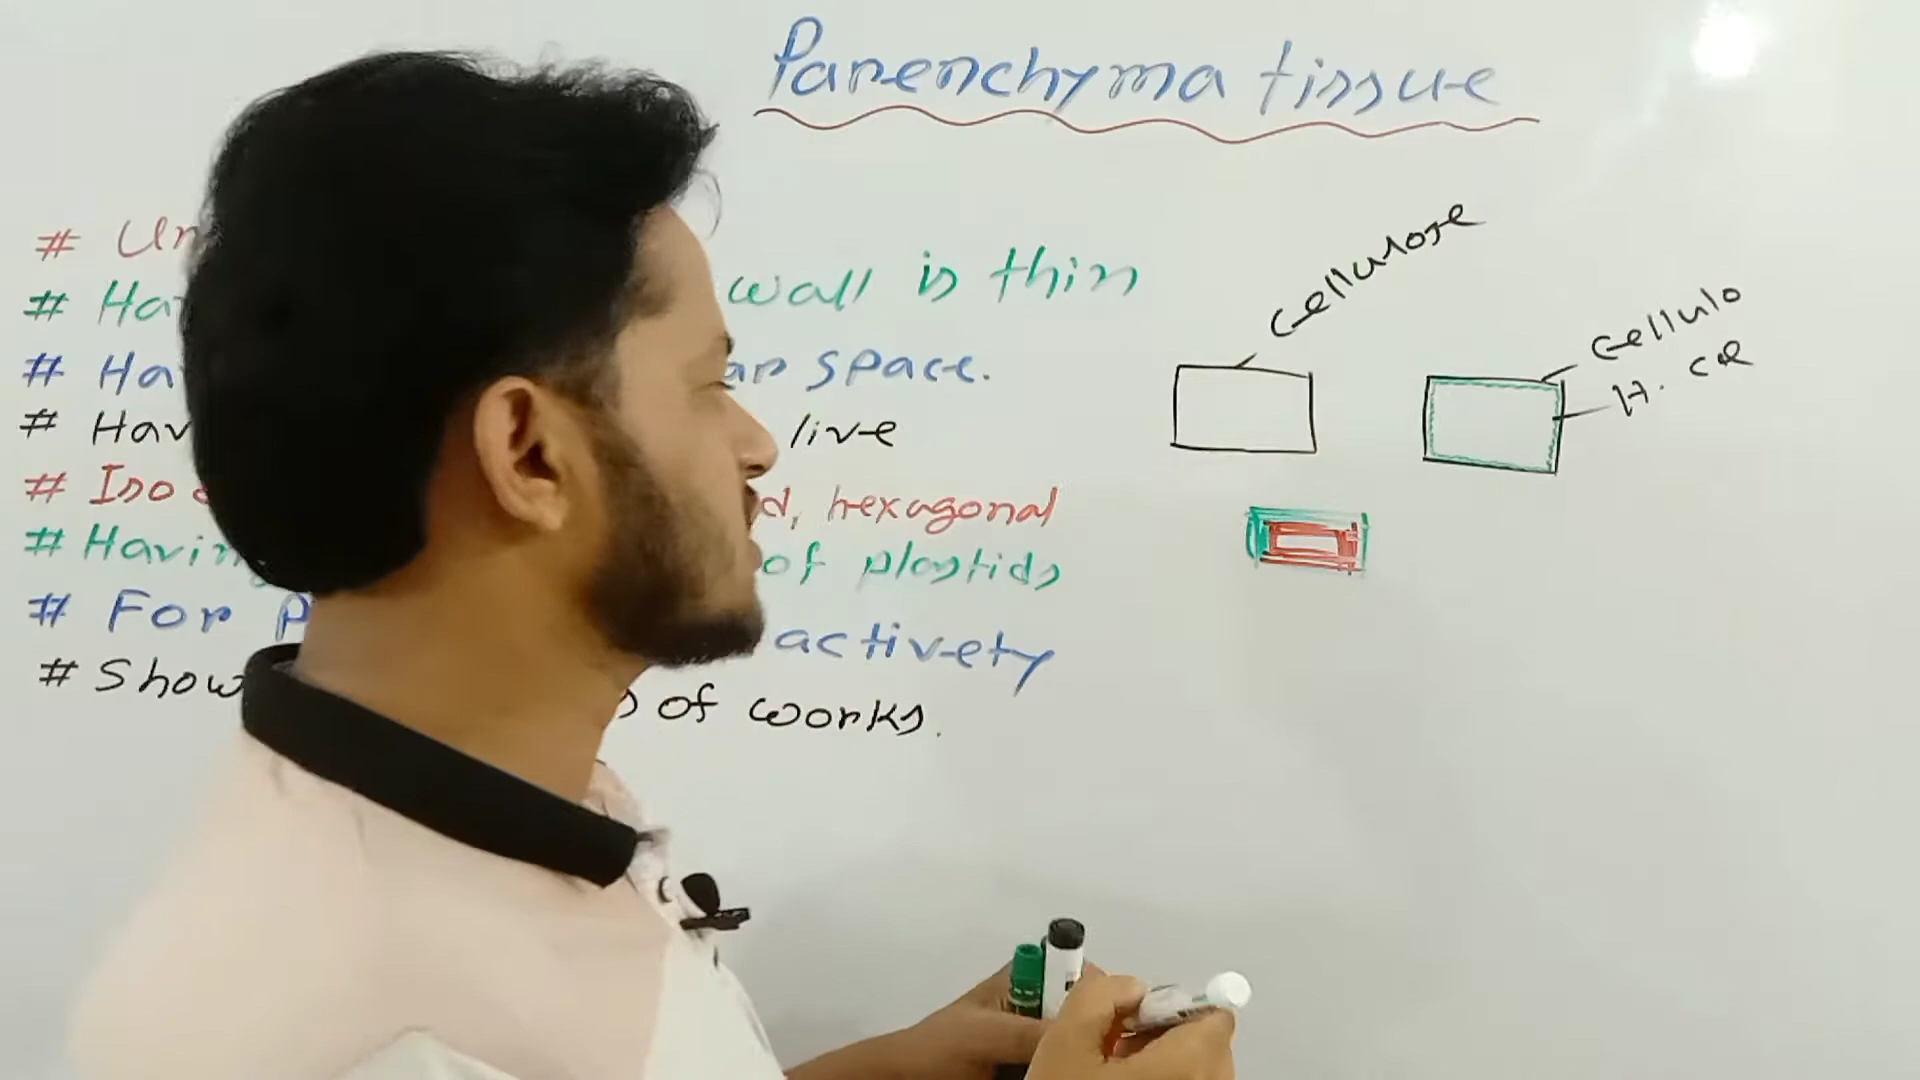 Parenchyma tissue
# Un
# Ha wall is thin
# Ha ar space.
# Hav live
# Iso d, hexagonal
# Havin of plastids
# For P activety
# Show s of works.
Cellulose
Cellulo
H. Ce